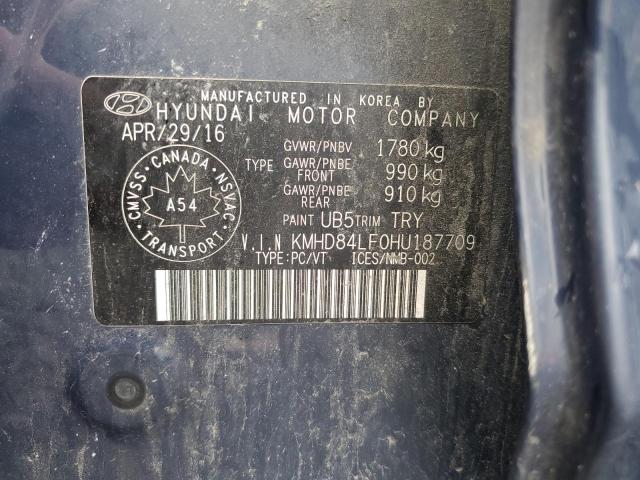 MANUFACTURED IN KOREA BY
HYUNDAI MOTOR COMPANY
APR/29/16
GVWR/PNBV 1780 kg
TYPE GAWR/PNBE FRONT 990 kg
GAWR/PNBE REAR 910 kg
CMVSS · CANADA · NSVAC
A54
TRANSPORT
PAINT UB5 TRIM TRY
V.I.N KMHD84LF0HU187709
TYPE:PC/VT ICES/NMB-002